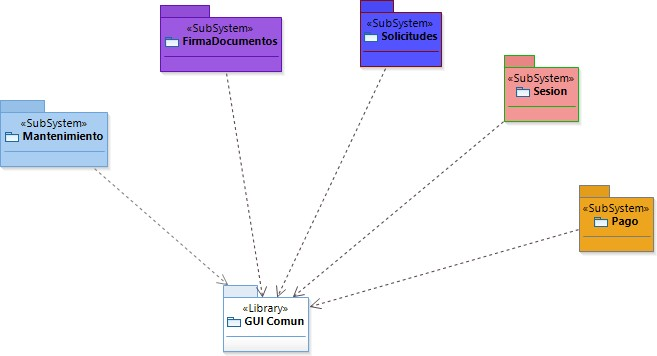 «SubSystem»
FirmaDocumentos
«SubSystem»
Solicitudes
«SubSystem»
Sesion
«SubSystem»
Mantenimiento
«SubSystem»
Pago
«Library»
GUI Comun